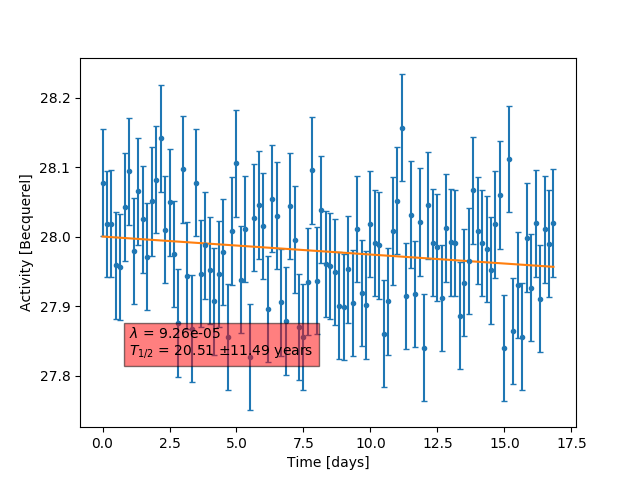 28.2
28.1
28.0
27.9
27.8
Activity [Becquerel]
λ = 9.26e-05
T1/2 = 20.51 ±11.49 years
0.0 2.5 5.0 7.5 10.0 12.5 15.0 17.5
Time [days]